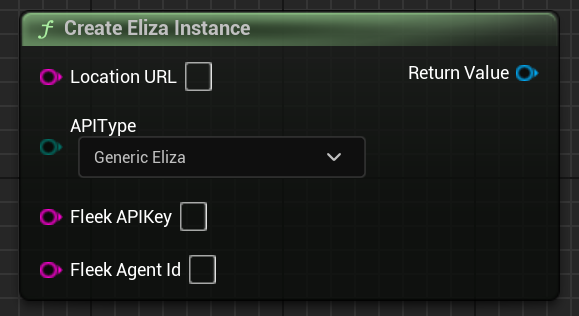 f Create Eliza Instance
Location URL
Return Value
APIType
Generic Eliza
Fleek APIKey
Fleek Agent Id